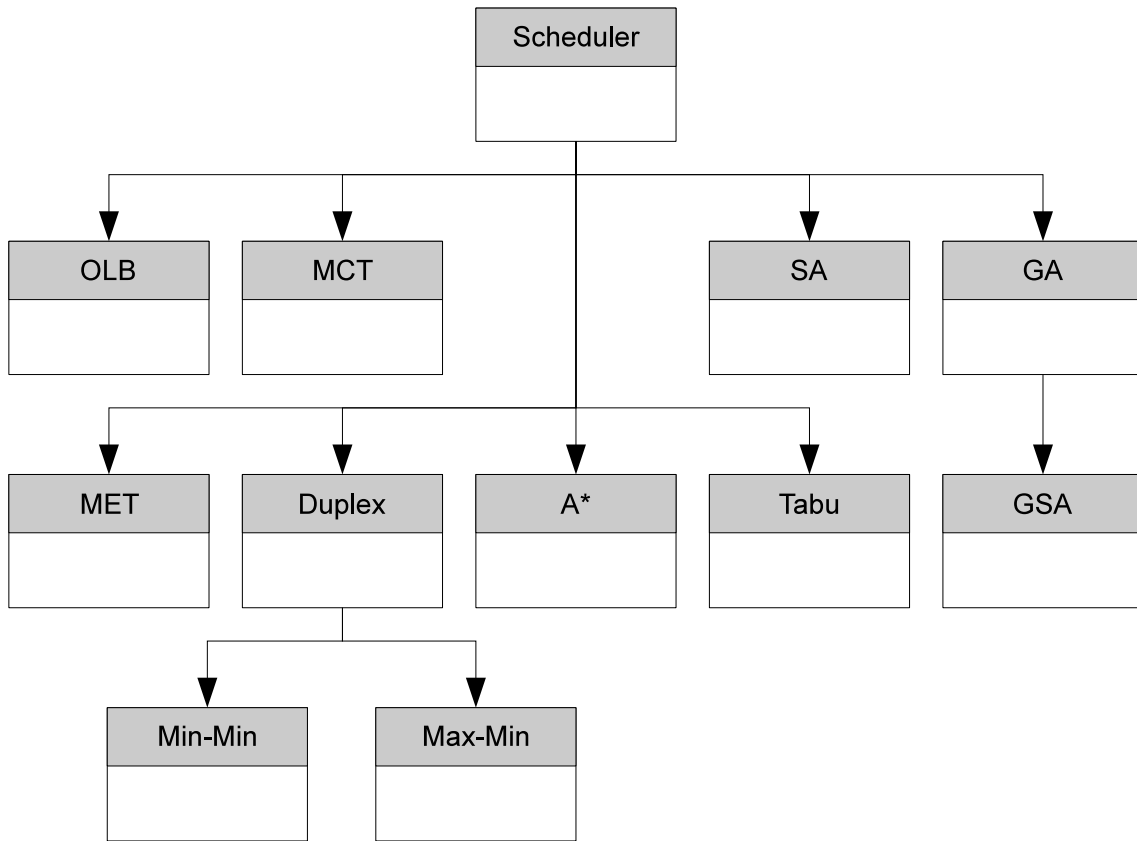 Scheduler
OLB
MCT
SA
GA
MET
Duplex
A*
Tabu
GSA
Min-Min
Max-Min